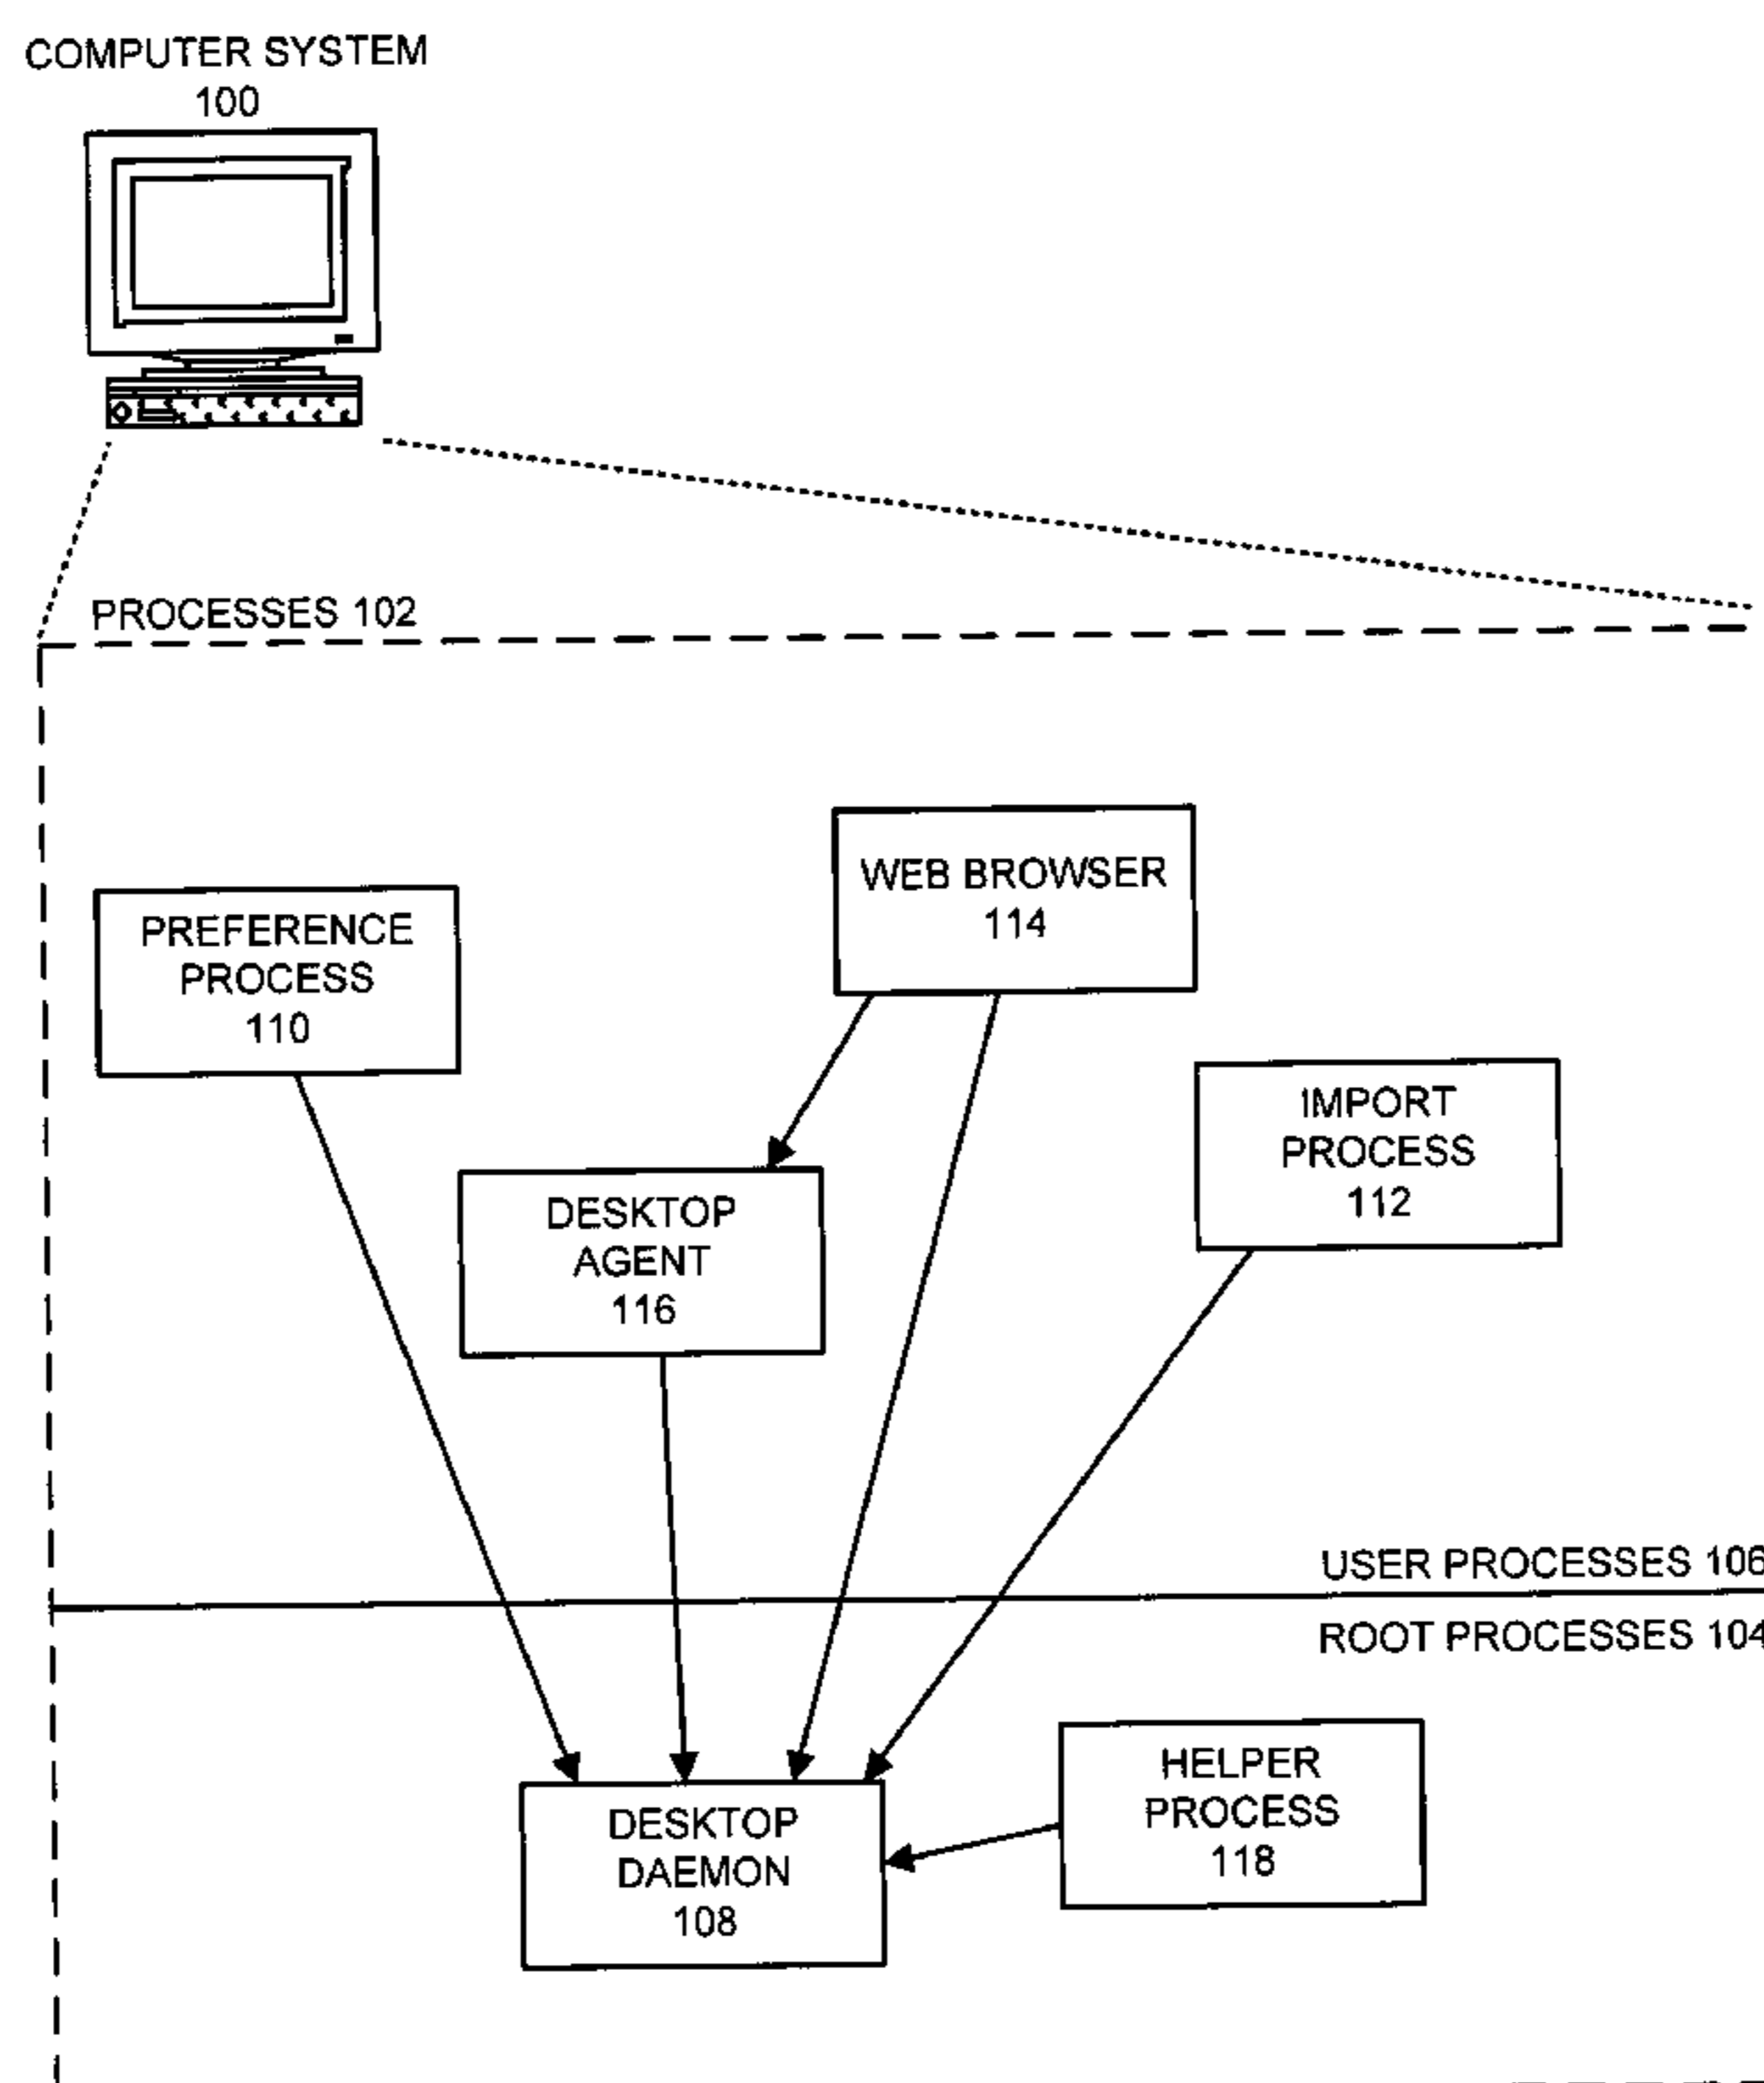 COMPUTER SYSTEM
100
PROCESSES 102
WEB BROWSER
114
PREFERENCE
PROCESS
110
IMPORT
PROCESS
112
DESKTOP
AGENT
116
USER PROCESSES 106
ROOT PROCESSES 104
HELPER
PROCESS
118
DESKTOP
DAEMON
108